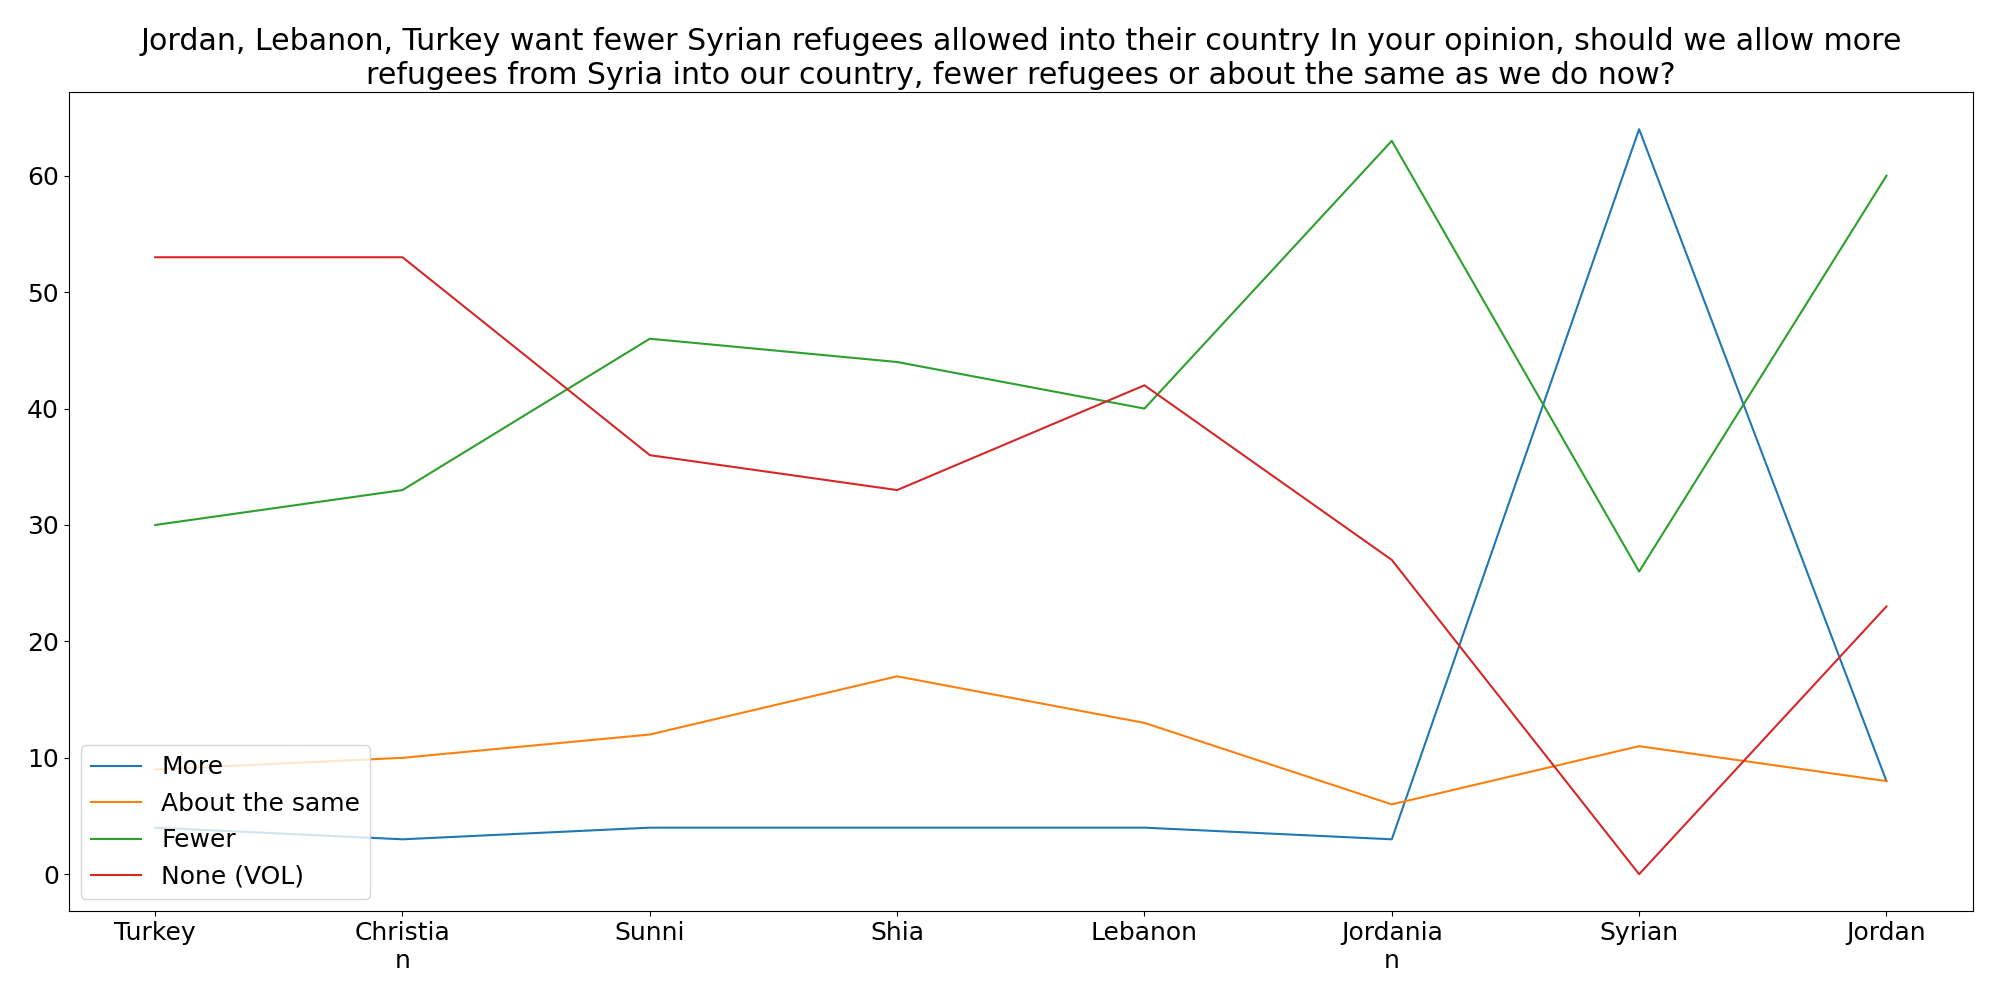 Jordan, Lebanon, Turkey want fewer Syrian refugees allowed into their country In your opinion, should we allow more
refugees from Syria into our country, fewer refugees or about the same as we do now?
60
50
40
30
20
10
0
More
About the same
Fewer
None (VOL)
Turkey
Christia
n
Sunni
Shia
Lebanon
Jordania
n
Syrian
Jordan